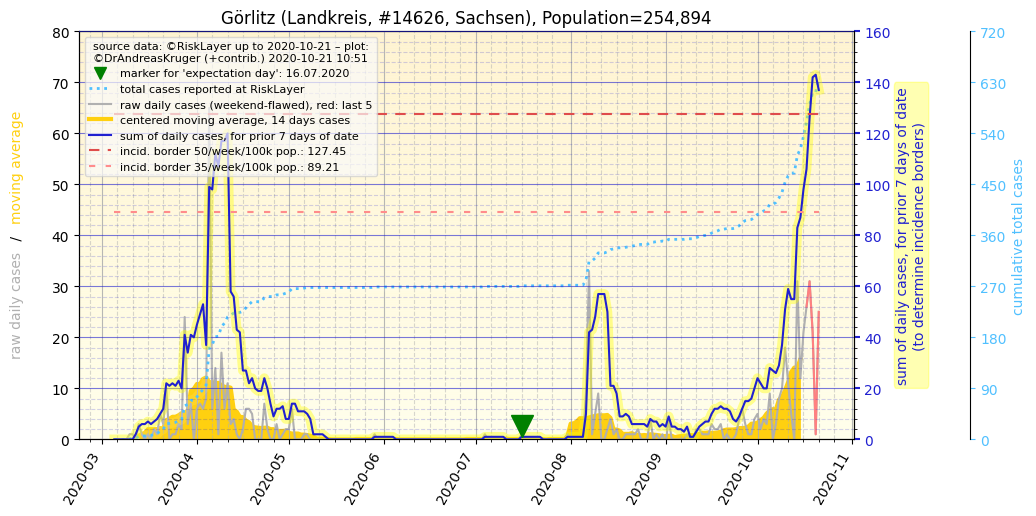 Görlitz (Landkreis, #14626, Sachsen), Population=254,894
source data: ©RiskLayer up to 2020-10-21 – plot:
©DrAndreasKruger (+contrib.) 2020-10-21 10:51
marker for 'expectation day': 16.07.2020
total cases reported at RiskLayer
raw daily cases (weekend-flawed), red: last 5
centered moving average, 14 days cases
sum of daily cases, for prior 7 days of date
incid. border 50/week/100k pop.: 127.45
incid. border 35/week/100k pop.: 89.21
raw daily cases / moving average
80
70
60
50
40
30
20
10
0
2020-03
2020-04
2020-05
2020-06
2020-07
2020-08
2020-09
2020-10
2020-11
160
140
120
100
80
60
40
20
0
sum of daily cases, for prior 7 days of date
(to determine incidence borders)
720
630
540
450
360
270
180
90
0
cumulative total cases